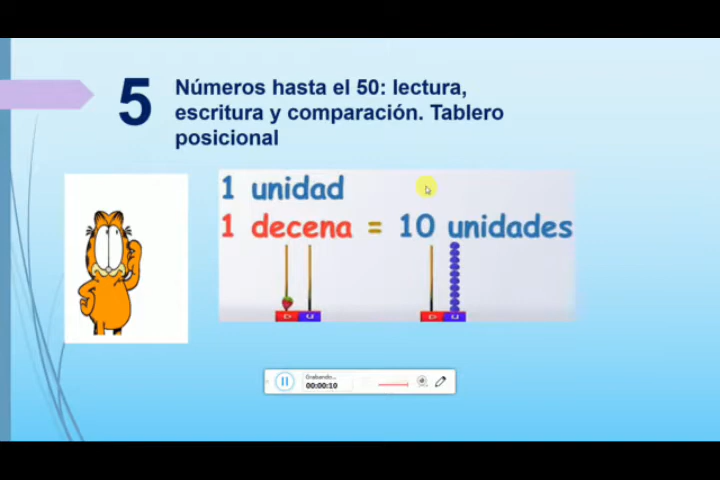 5
Números hasta el 50: lectura,
escritura y comparación. Tablero
posicional
1 unidad
1 decena = 10 unidades
D U
D U
Grabando...
00:00:10